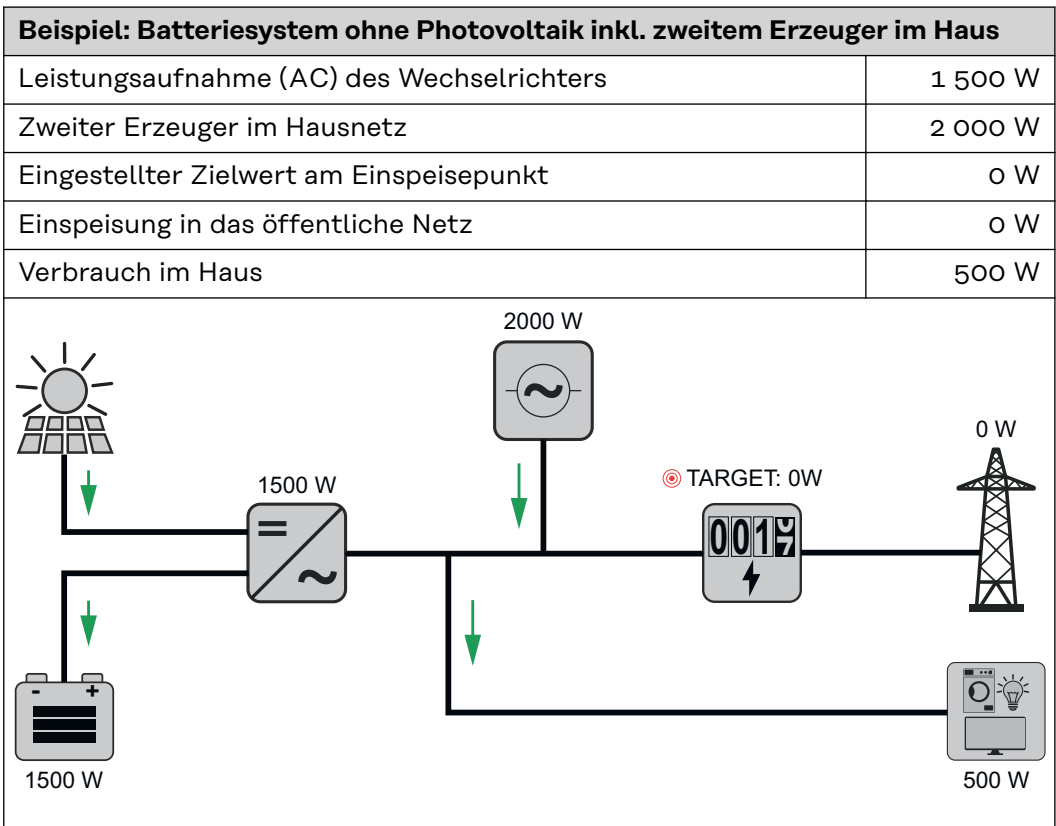 Beispiel: Batteriesystem ohne Photovoltaik inkl. zweitem Erzeuger im Haus
Leistungsaufnahme (AC) des Wechselrichters 1 500 W
Zweiter Erzeuger im Hausnetz 2 000 W
Eingestellter Zielwert am Einspeisepunkt 0 W
Einspeisung in das öffentliche Netz 0 W
Verbrauch im Haus 500 W
2000 W
0 W
1500 W
TARGET: 0W
001
- +
1500 W
500 W